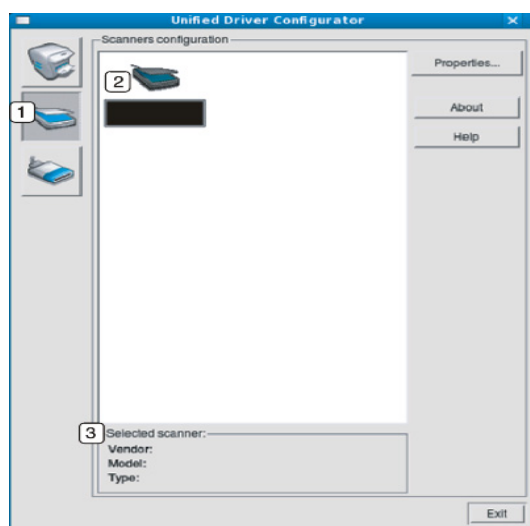 Unified Driver Configurator
Scanners configuration
Properties...
2
1
About
Help
3
Selected scanner:
Vendor:
Model:
Type:
Exit